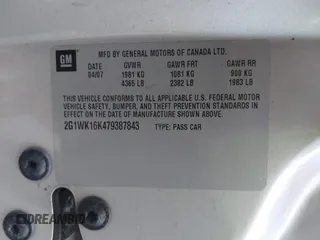 GM
MFD BY GENERAL MOTORS OF CANADA LTD.
DATE GVWR GAWR FRT GAWR RR
04/07 1981 KG 1081 KG 900 KG
4365 LB 2382 LB 1983 LB
THIS VEHICLE CONFORMS TO ALL APPLICABLE U.S. FEDERAL MOTOR VEHICLE SAFETY, BUMPER, AND THEFT PREVENTION STANDARDS IN EFFECT ON THE DATE OF MANUFACTURE SHOWN ABOVE.
2G1WK16K479387843 TYPE: PASS CAR
© IDREAMBID